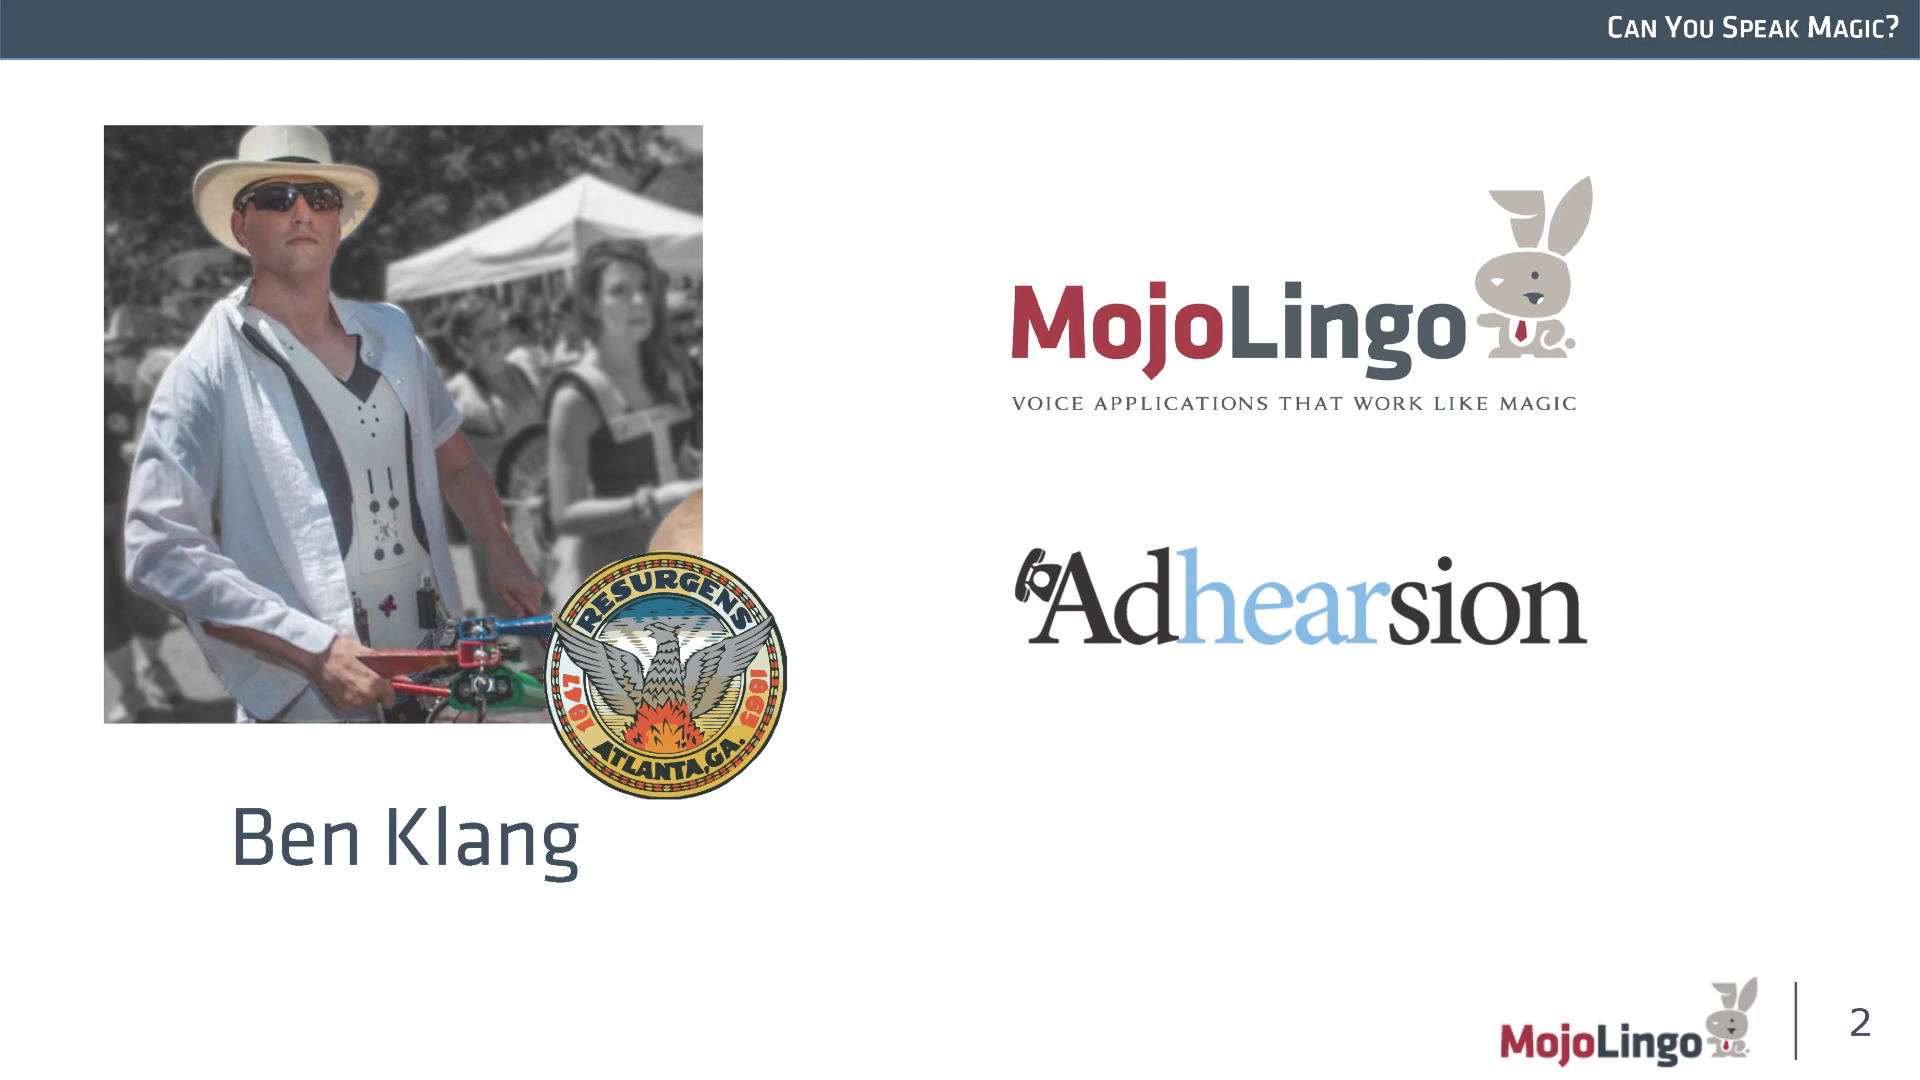 CAN YOU SPEAK MAGIC?
MojoLingo
VOICE APPLICATIONS THAT WORK LIKE MAGIC
Adhearsion
RESURGENS
1847
1965
ATLANTA, GA.
Ben Klang
MojoLingo
2